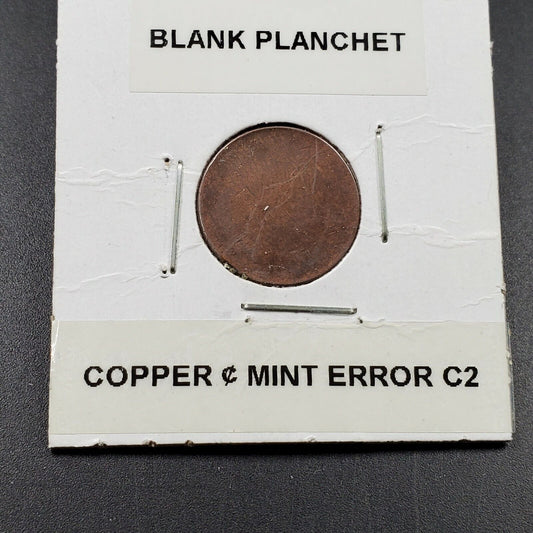 BLANK PLANCHET
COPPER ¢ MINT ERROR C2